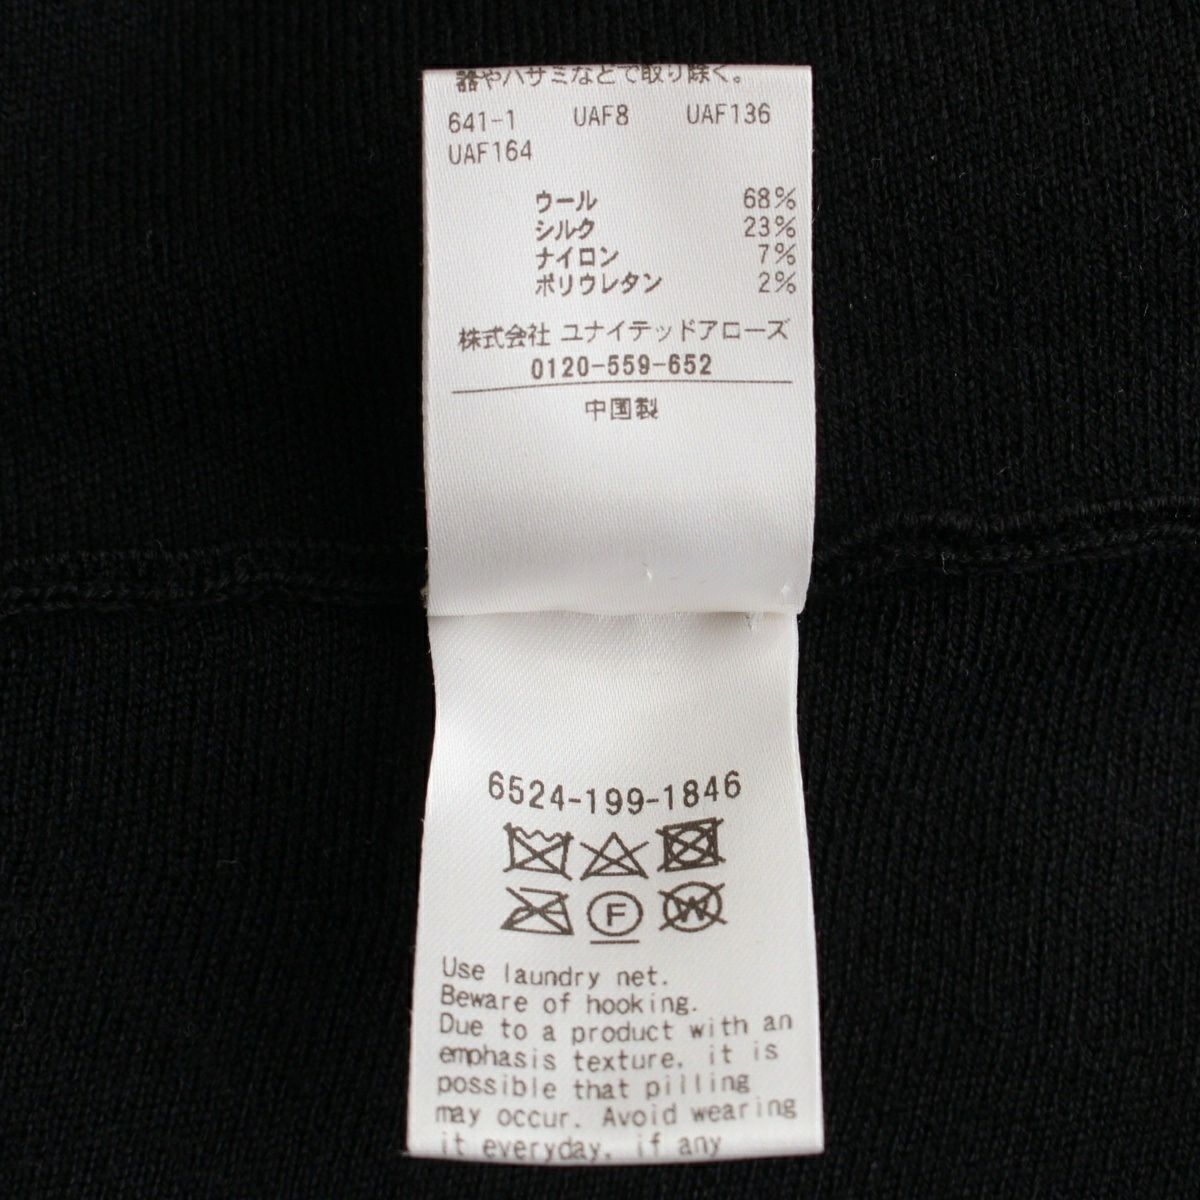 器やハサミなどで取り除く。
641-1 UAF8 UAF136
UAF164
ウール 68%
シルク 23%
ナイロン 7%
ポリウレタン 2%
株式会社 ユナイテッドアローズ
0120-559-652
中国製
6524-199-1846
F
W
Use laundry net.
Beware of hooking.
Due to a product with an
emphasis texture, it is
possible that pilling
may occur. Avoid wearing
it everyday, if any